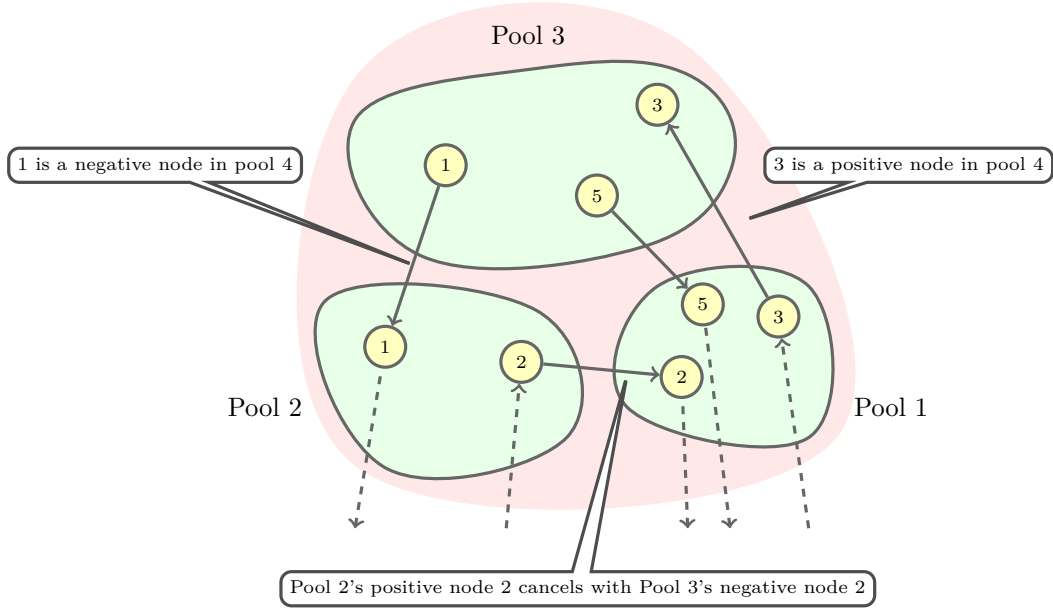 Pool 3
3
1
1 is a negative node in pool 4
3 is a positive node in pool 4
5
5
3
1
2
2
Pool 2
Pool 1
Pool 2's positive node 2 cancels with Pool 3's negative node 2